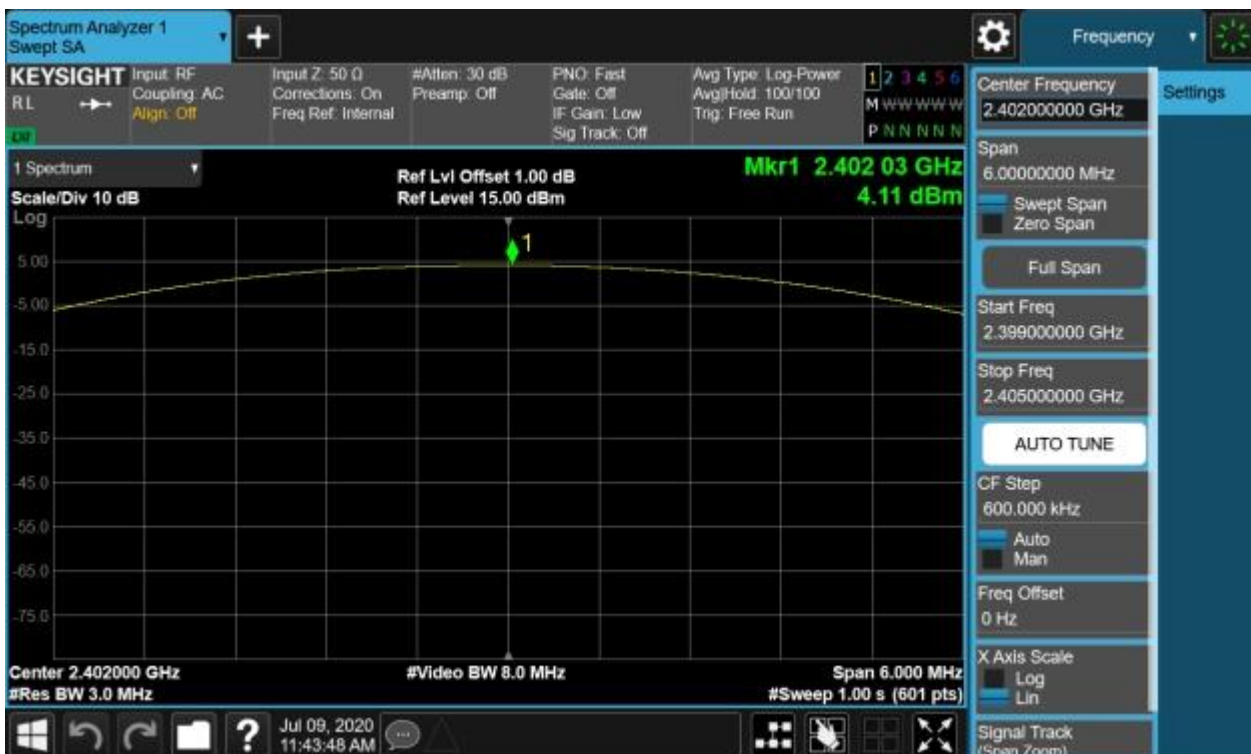 Spectrum Analyzer 1
Swept SA
Frequency
KEYSIGHT
RL
Input: RF
Coupling: AC
Align: Off
Input Z: 50 Ω
Corrections: On
Freq Ref: Internal
#Atten: 30 dB
Preamp: Off
PNO: Fast
Gate: Off
IF Gain: Low
Sig Track: Off
Avg Type: Log-Power
Avg|Hold: 100/100
Trig: Free Run
1 2 3 4 5 6
M W W W W W
P N N N N N
1 Spectrum
Scale/Div 10 dB
Ref Lvl Offset 1.00 dB
Ref Level 15.00 dBm
Mkr1 2.402 03 GHz
4.11 dBm
Log
1
5.00
-5.00
-15.0
-25.0
-35.0
-45.0
-55.0
-65.0
-75.0
Center 2.402000 GHz
#Res BW 3.0 MHz
#Video BW 8.0 MHz
Span 6.000 MHz
#Sweep 1.00 s (601 pts)
Jul 09, 2020
11:43:48 AM
Center Frequency
2.402000000 GHz
Settings
Span
6.00000000 MHz
Swept Span
Zero Span
Full Span
Start Freq
2.399000000 GHz
Stop Freq
2.405000000 GHz
AUTO TUNE
CF Step
600.000 kHz
Auto
Man
Freq Offset
0 Hz
X Axis Scale
Log
Lin
Signal Track
(Span Zoom)